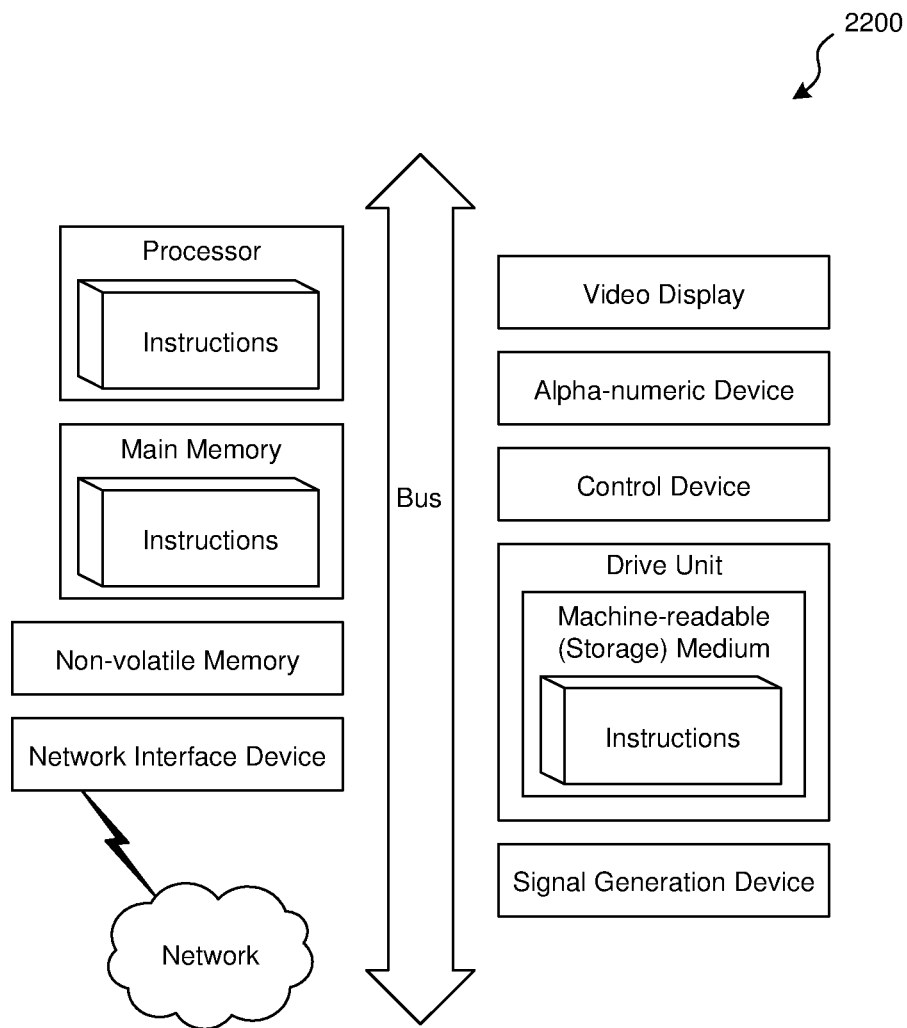 2200
Processor
Instructions
Main Memory
Instructions
Non-volatile Memory
Network Interface Device
Network
Bus
Video Display
Alpha-numeric Device
Control Device
Drive Unit
Machine-readable
(Storage) Medium
Instructions
Signal Generation Device